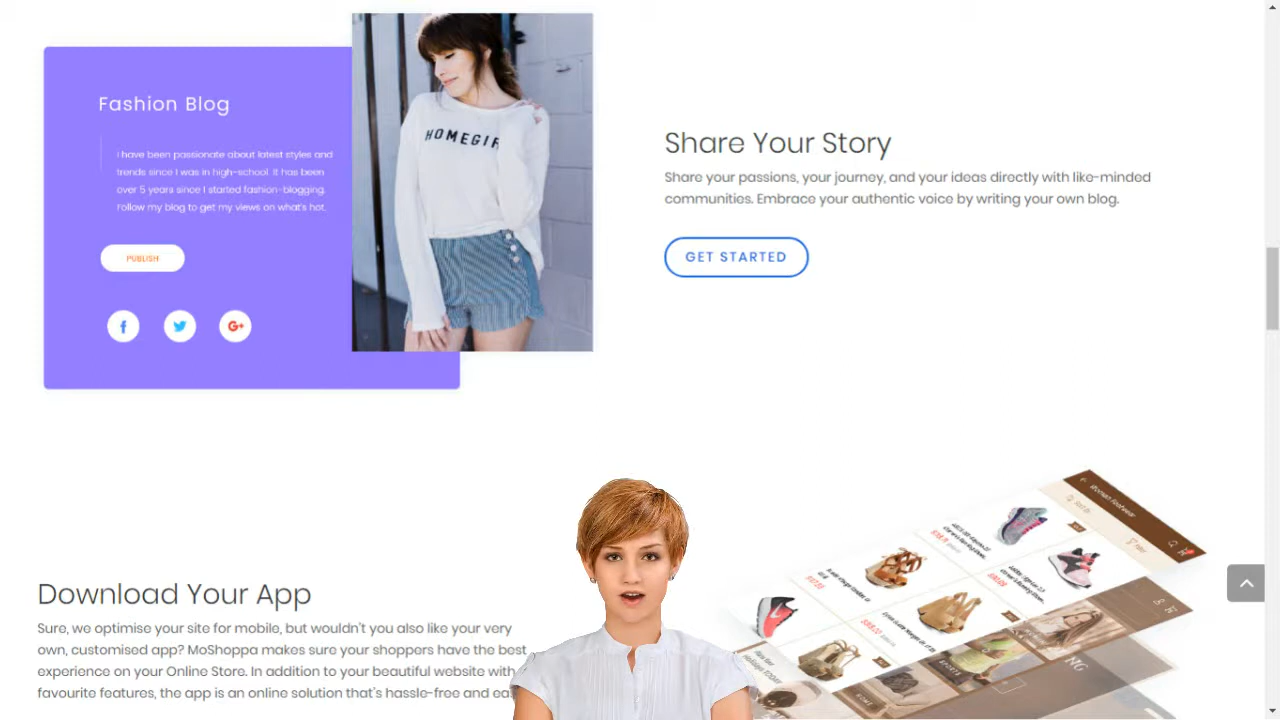 Fashion Blog
I have been passionate about latest styles and
trends since I was in high-school. It has been
over 5 years since I started fashion-blogging.
Follow my blog to get my views on what's hot.
PUBLISH
HOMEGIR
Share Your Story
Share your passions, your journey, and your ideas directly with like-minded
communities. Embrace your authentic voice by writing your own blog.
GET STARTED
Download Your App
Sure, we optimise your site for mobile, but wouldn't you also like your very
own, customised app? MoShoppa makes sure your shoppers have the best
experience on your Online Store. In addition to your beautiful website with
favourite features, the app is an online solution that's hassle-free and
Women Footwear